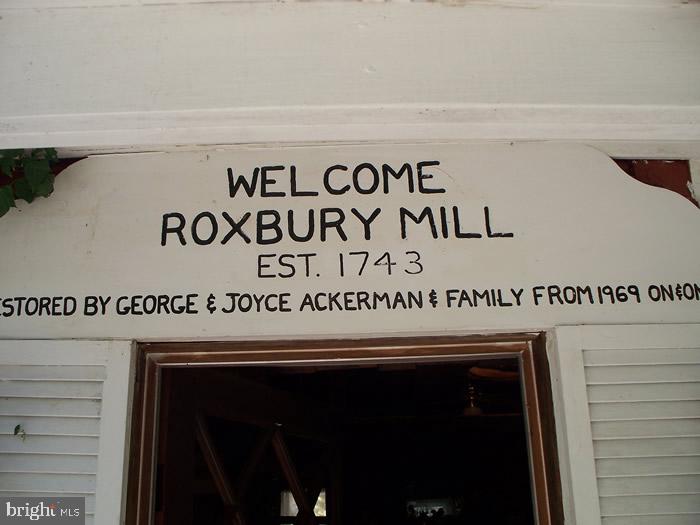 WELCOME
ROXBURY MILL
EST. 1743
STORED BY GEORGE & JOYCE ACKERMAN & FAMILY FROM 1969 ON & ON
bright MLS